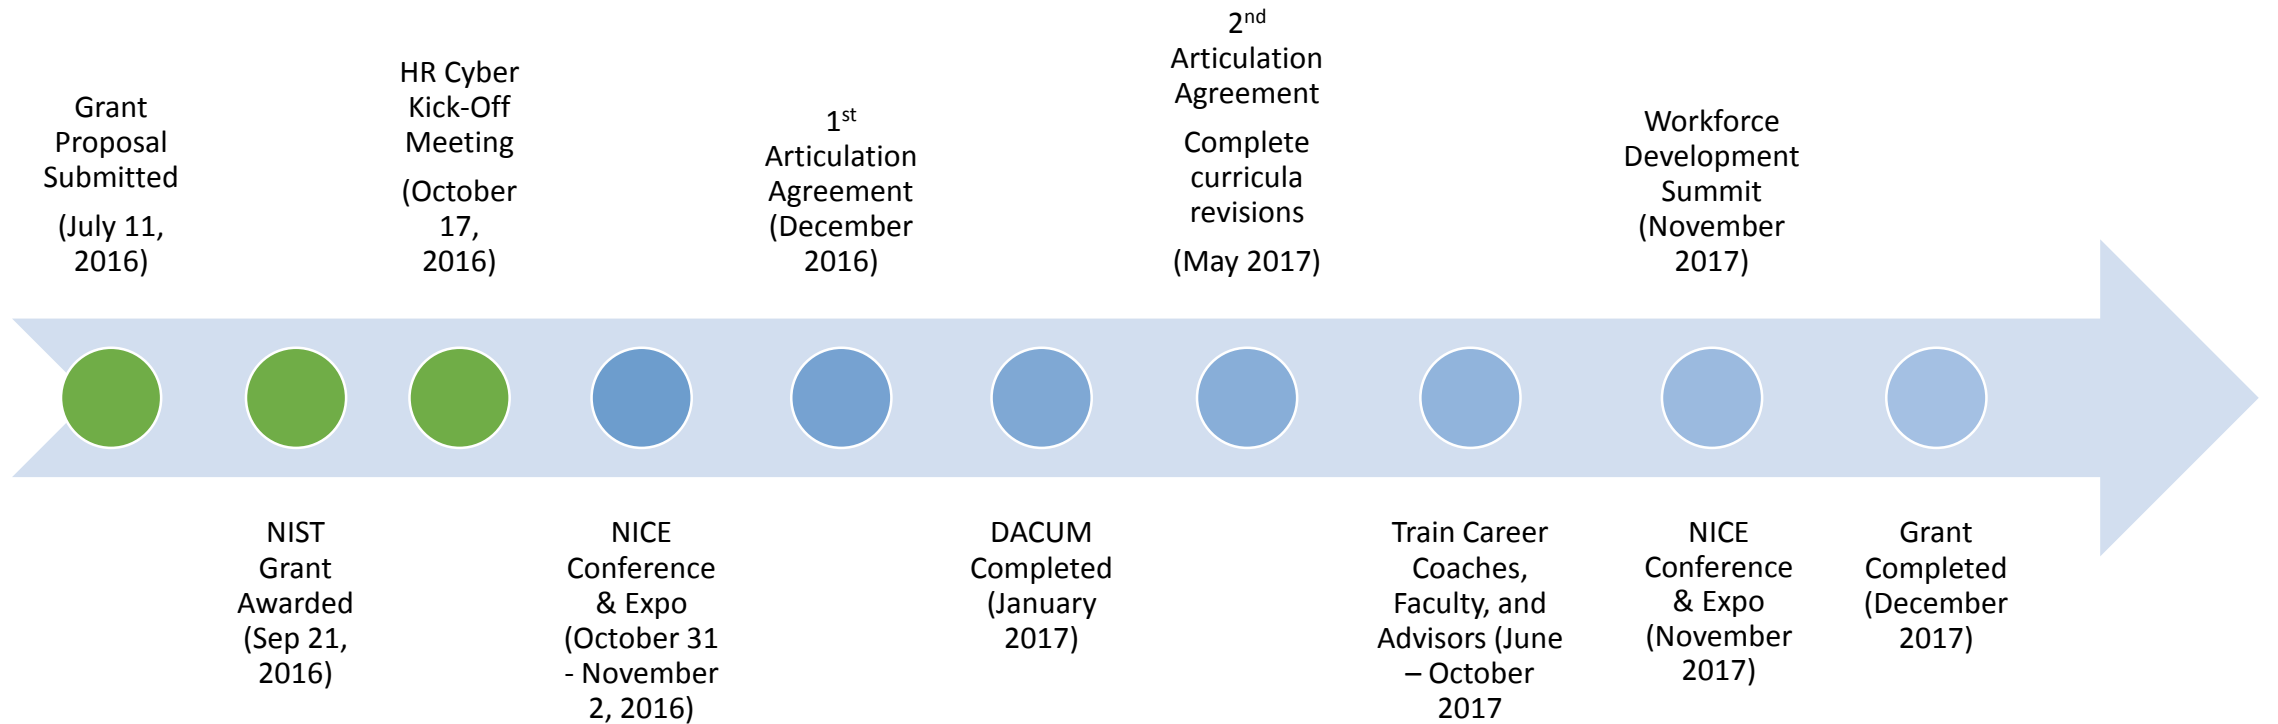 Grant
Proposal
Submitted
(July 11,
2016)
NIST
Grant
Awarded
(Sep 21,
2016)
HR Cyber
Kick-Off
Meeting
(October
17,
2016)
NICE
Conference
& Expo
(October 31
- November
2, 2016)
1st
Articulation
Agreement
(December
2016)
DACUM
Completed
(January
2017)
2nd
Articulation
Agreement
Complete
curricula
revisions
(May 2017)
Train Career
Coaches,
Faculty, and
Advisors (June
– October
2017
Workforce
Development
Summit
(November
2017)
NICE
Conference
& Expo
(November
2017)
Grant
Completed
(December
2017)